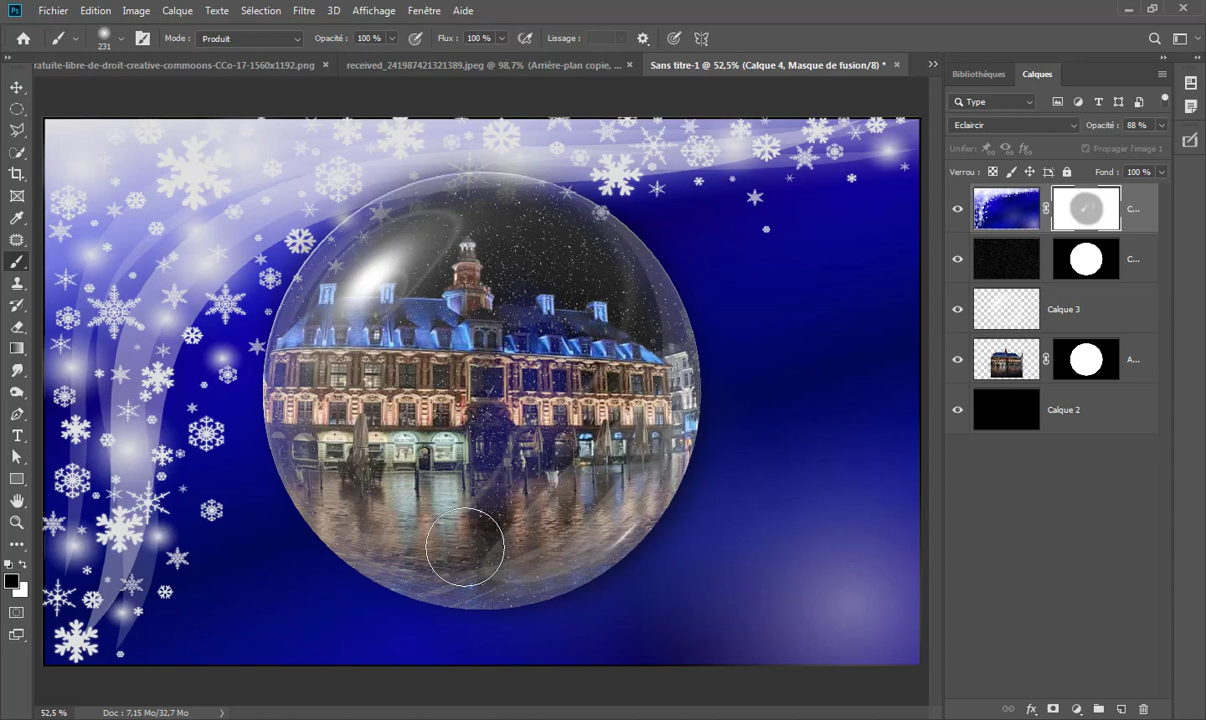 Ps Fichier Edition Image Calque Texte Sélection Filtre 3D Affichage Fenêtre Aide
231 Mode : Produit Opacité : 100 % Flux : 100 % Lissage :
ratuite-libre-de-droit-creative-commoons-CCo-17-1560x1192.png × received_241987421321389.jpeg @ 98,7% (Arrière-plan copie, ... × Sans titre-1 @ 52,5% (Calque 4, Masque de fusion/8) * ×
Bibliothèques Calques
Type
Eclaircir Opacité : 88 %
Unifier : Propager l'image 1
Verrou : Fond : 100 %
C...
C...
Calque 3
A...
Calque 2
52,5 % Doc : 7,15 Mo/32,7 Mo